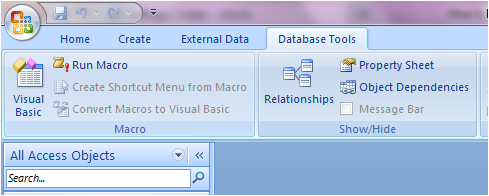 Home Create External Data Database Tools
Run Macro
Create Shortcut Menu from Macro
Convert Macros to Visual Basic
Visual
Basic
Macro
Relationships
Property Sheet
Object Dependencies
Message Bar
Show/Hide
All Access Objects
Search...